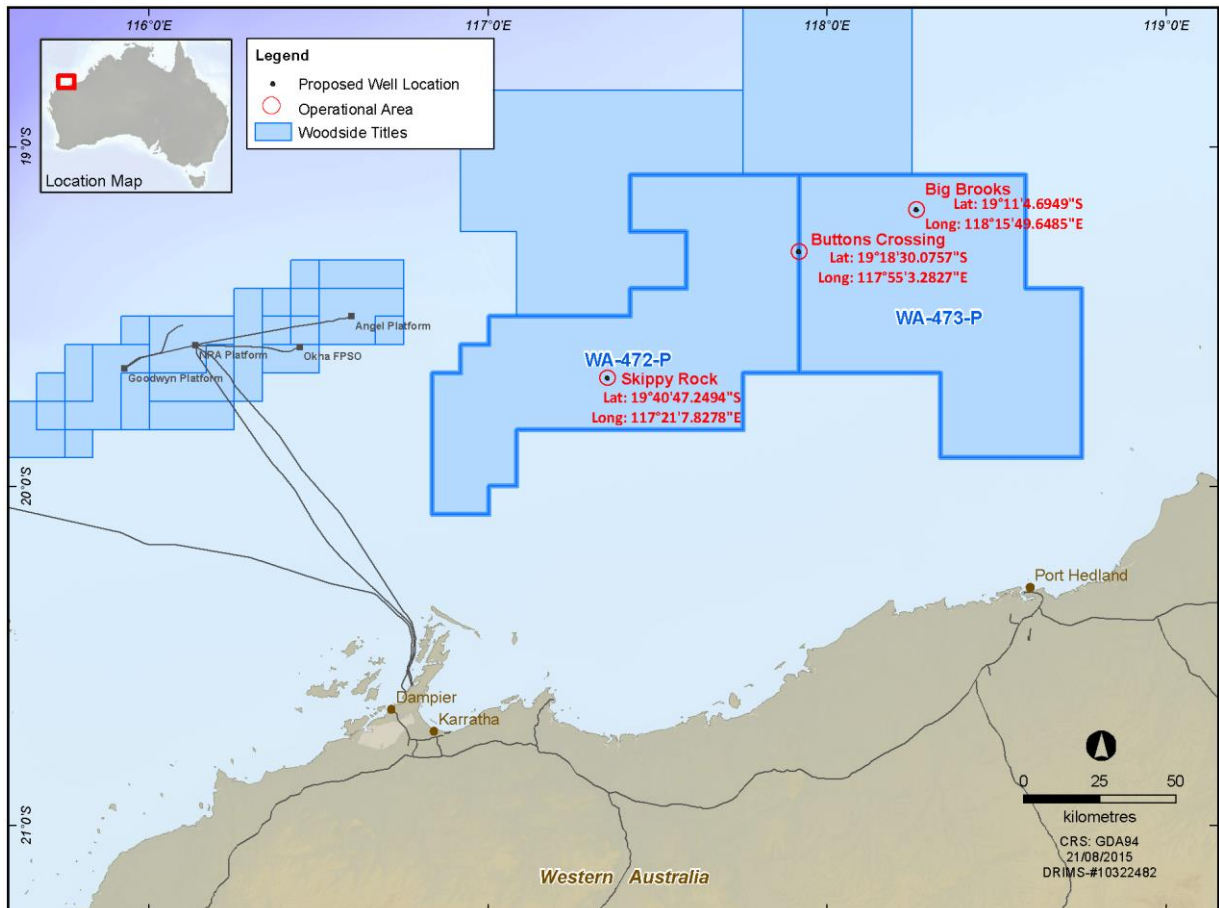 116°0'E
117°0'E
118°0'E
119°0'E
Location Map
Legend
Proposed Well Location
Operational Area
Woodside Titles
19°0'S
20°0'S
21°0'S
Big Brooks
Lat: 19°11'4.6949"S
Long: 118°15'49.6485"E
Buttons Crossing
Lat: 19°18'30.0757"S
Long: 117°55'3.2827"E
WA-473-P
WA-472-P
Skippy Rock
Lat: 19°40'47.2494"S
Long: 117°21'7.8278"E
Angel Platform
NRA Platform
Okha FPSO
Goodwyn Platform
Port Hedland
Dampier
Karratha
0 25 50
kilometres
CRS: GDA94
21/08/2015
DRIMS-#10322482
Western Australia